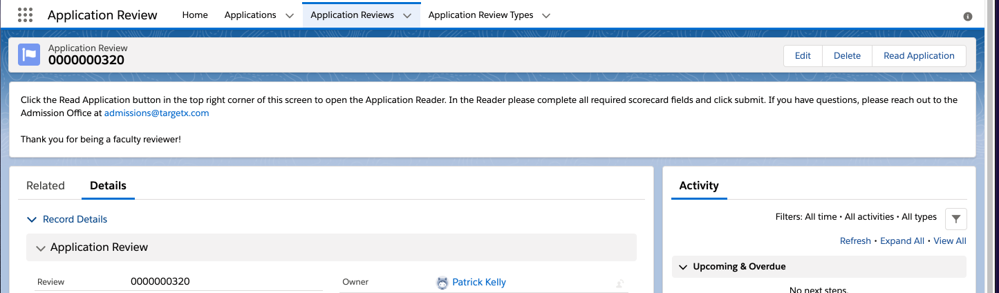 Application Review
Home
Applications
Application Reviews
Application Review Types
Application Review
0000000320
Edit
Delete
Read Application
Click the Read Application button in the top right corner of this screen to open the Application Reader. In the Reader please complete all required scorecard fields and click submit. If you have questions, please reach out to the
Admission Office at admissions@targetx.com
Thank you for being a faculty reviewer!
Related
Details
Record Details
Application Review
Review
0000000320
Owner
Patrick Kelly
Activity
Filters: All time • All activities • All types
Refresh • Expand All • View All
Upcoming & Overdue
No next steps.